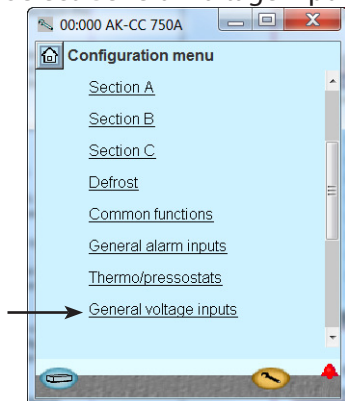 00:000 AK-CC 750A
Configuration menu
Section A
Section B
Section C
Defrost
Common functions
General alarm inputs
Thermo/pressostats
General voltage inputs